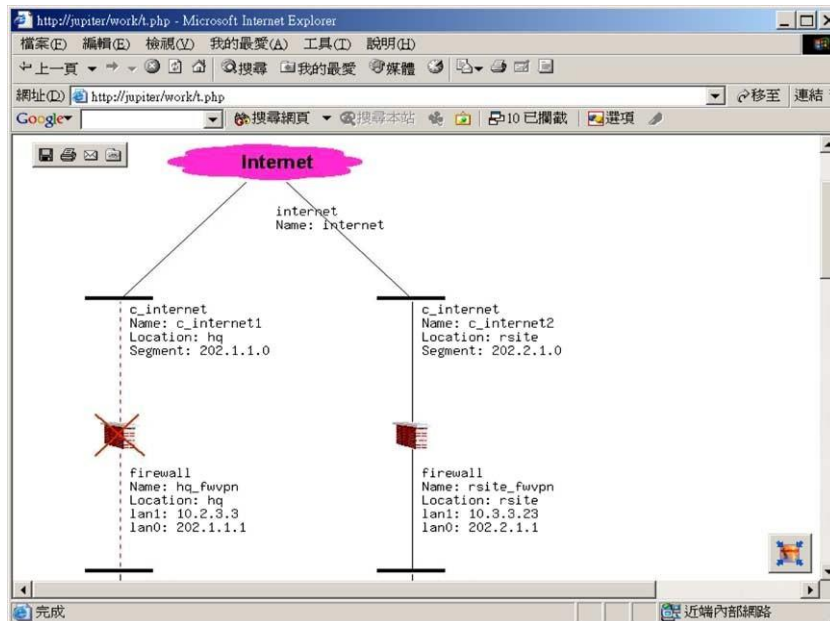 http://jupiter/work/t.php - Microsoft Internet Explorer
檔案(F) 編輯(E) 檢視(V) 我的最愛(A) 工具(T) 說明(H)
上一頁 搜尋 我的最愛 媒體
網址(D) http://jupiter/work/t.php 移至 連結
Google 搜尋網頁 搜尋本站 10 已攔截 選項
Internet
internet
Name: internet
c_internet
Name: c_internet1
Location: hq
Segment: 202.1.1.0
c_internet
Name: c_internet2
Location: rsite
Segment: 202.2.1.0
firewall
Name: hq_fwvpn
Location: hq
lan1: 10.2.3.3
lan0: 202.1.1.1
firewall
Name: rsite_fwvpn
Location: rsite
lan1: 10.3.3.23
lan0: 202.2.1.1
完成 近端內部網路